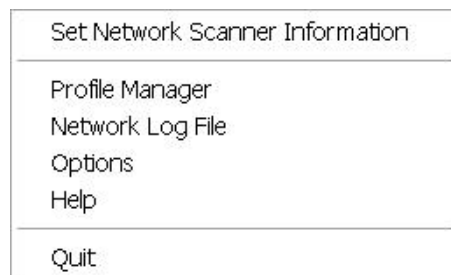 Set Network Scanner Information
Profile Manager
Network Log File
Options
Help
Quit